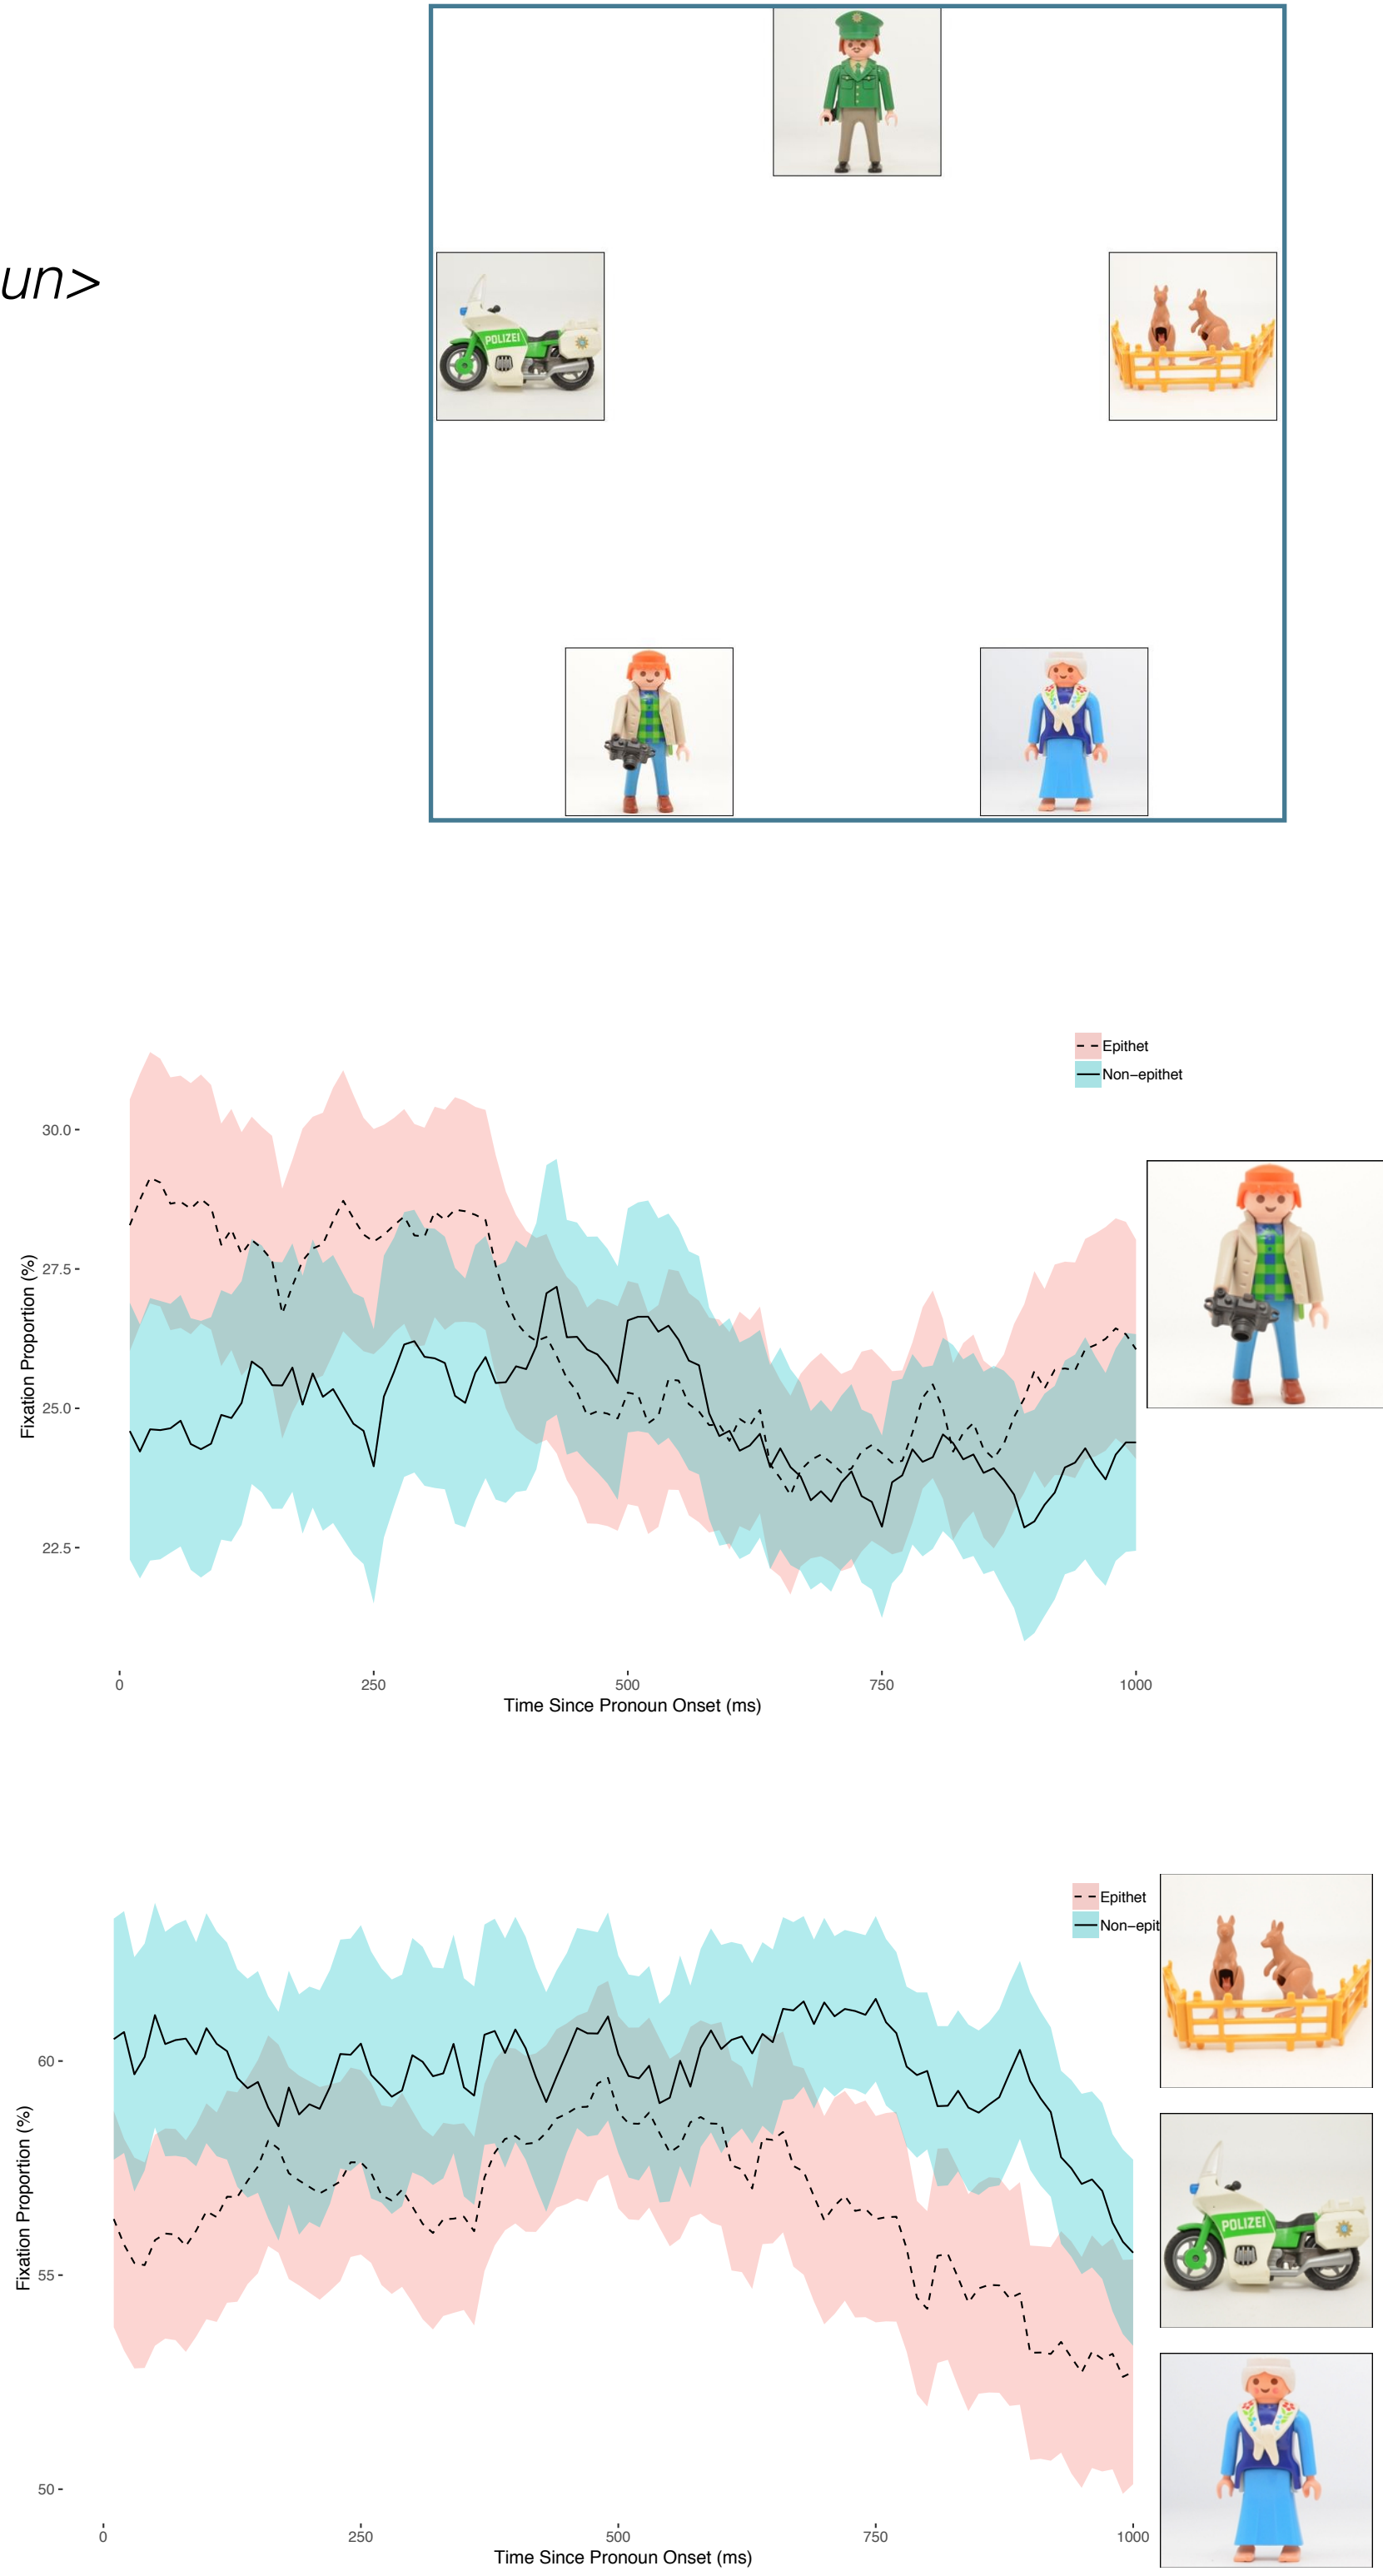 un>
POLIZEI
Epithet
Non-epithet
30.0
27.5
25.0
22.5
Fixation Proportion (%)
0 250 500 750 1000
Time Since Pronoun Onset (ms)
Epithet
Non-epit
60
55
50
Fixation Proportion (%)
0 250 500 750 1000
Time Since Pronoun Onset (ms)
POLIZEI